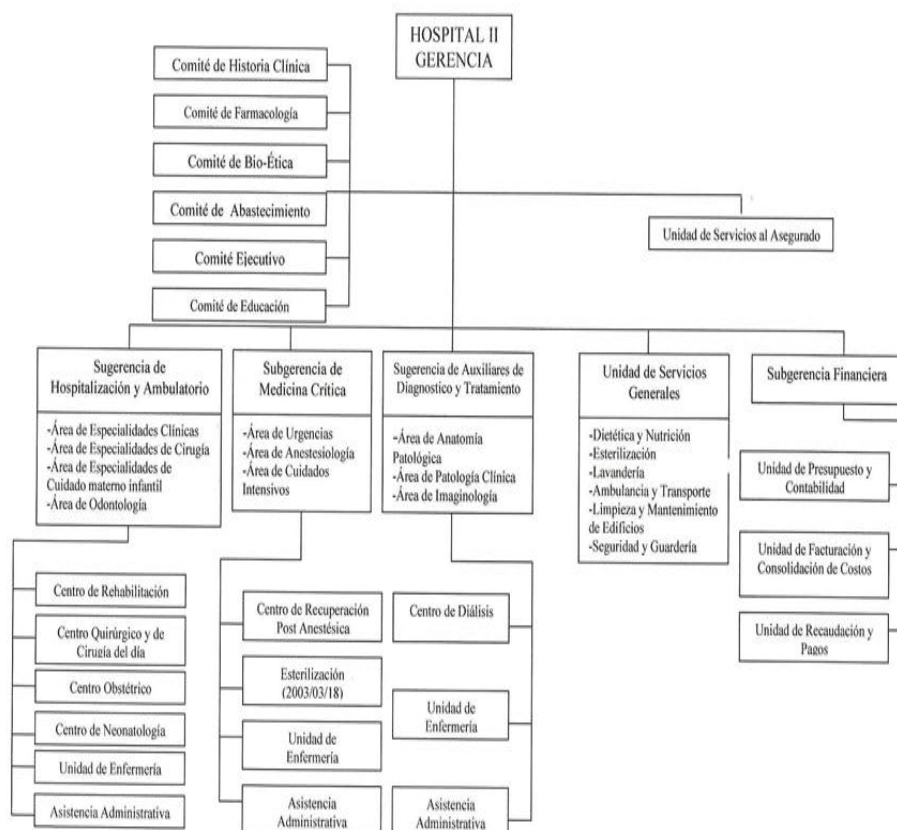 HOSPITAL II
GERENCIA
Comité de Historia Clínica
Comité de Farmacología
Comité de Bio-Ética
Comité de Abastecimiento
Comité Ejecutivo
Comité de Educación
Unidad de Servicios al Asegurado
Sugerencia de
Hospitalización y Ambulatorio
-Área de Especialidades Clínicas
-Área de Especialidades de Cirugía
-Área de Especialidades de
Cuidado materno infantil
-Área de Odontología
Centro de Rehabilitación
Centro Quirúrgico y de
Cirugía del día
Centro Obstétrico
Centro de Neonatología
Unidad de Enfermería
Asistencia Administrativa
Subgerencia de
Medicina Crítica
-Área de Urgencias
-Área de Anestesiología
-Área de Cuidados
Intensivos
Centro de Recuperación
Post Anestésica
Esterilización
(2003/03/18)
Unidad de
Enfermería
Asistencia
Administrativa
Sugerencia de Auxiliares de
Diagnostico y Tratamiento
-Área de Anatomía
Patológica
-Área de Patología Clínica
-Área de Imaginología
Centro de Diálisis
Unidad de
Enfermería
Asistencia
Administrativa
Unidad de Servicios
Generales
-Dietética y Nutrición
-Esterilización
-Lavandería
-Ambulancia y Transporte
-Limpieza y Mantenimiento
de Edificios
-Seguridad y Guardería
Subgerencia Financiera
Unidad de Presupuesto y
Contabilidad
Unidad de Facturación y
Consolidación de Costos
Unidad de Recaudación y
Pagos